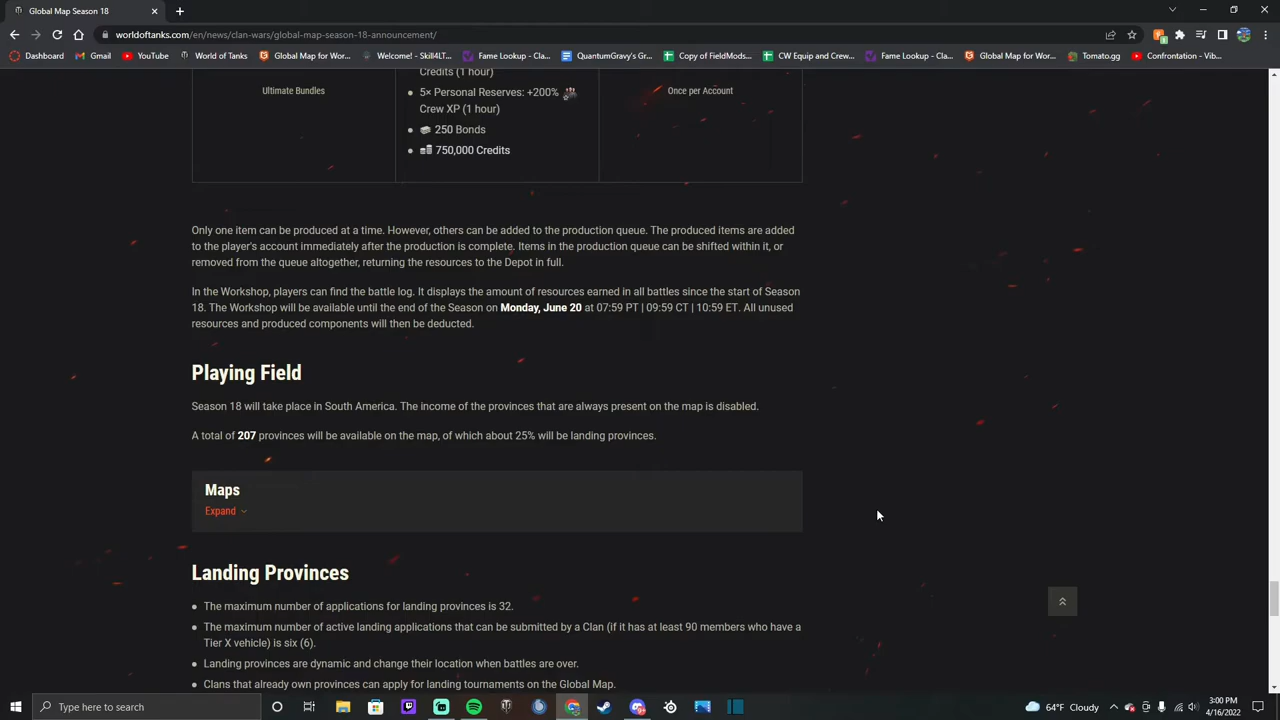 Global Map Season 18
worldoftanks.com/en/news/clan-wars/global-map-season-18-announcement/
Dashboard
Gmail
YouTube
World of Tanks
Global Map for Wor...
Welcome! - Skill4LT...
Fame Lookup - Cla...
QuantumGravy's Gr...
Copy of FieldMods...
CW Equip and Crew...
Fame Lookup - Cla...
Global Map for Wor...
Tomato.gg
Confrontation - Vib...
Credits (1 hour)
Ultimate Bundles
5× Personal Reserves: +200%
Once per Account
Crew XP (1 hour)
250 Bonds
750,000 Credits
Only one item can be produced at a time. However, others can be added to the production queue. The produced items are added
to the player's account immediately after the production is complete. Items in the production queue can be shifted within it, or
removed from the queue altogether, returning the resources to the Depot in full.
In the Workshop, players can find the battle log. It displays the amount of resources earned in all battles since the start of Season
18. The Workshop will be available until the end of the Season on Monday, June 20 at 07:59 PT | 09:59 CT | 10:59 ET. All unused
resources and produced components will then be deducted.
Playing Field
Season 18 will take place in South America. The income of the provinces that are always present on the map is disabled.
A total of 207 provinces will be available on the map, of which about 25% will be landing provinces.
Maps
Expand
Landing Provinces
The maximum number of applications for landing provinces is 32.
The maximum number of active landing applications that can be submitted by a Clan (if it has at least 90 members who have a
Tier X vehicle) is six (6).
Landing provinces are dynamic and change their location when battles are over.
Clans that already own provinces can apply for landing tournaments on the Global Map.
Type here to search
64°F Cloudy
3:00 PM
4/16/2022